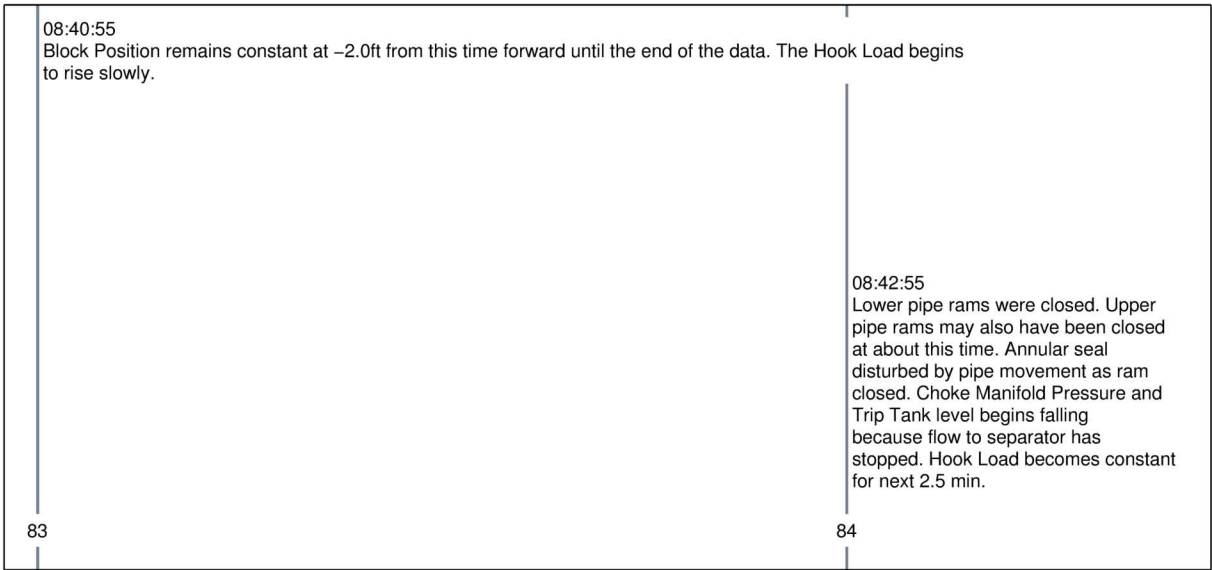 08:40:55
Block Position remains constant at −2.0ft from this time forward until the end of the data. The Hook Load begins
to rise slowly.
08:42:55
Lower pipe rams were closed. Upper
pipe rams may also have been closed
at about this time. Annular seal
disturbed by pipe movement as ram
closed. Choke Manifold Pressure and
Trip Tank level begins falling
because flow to separator has
stopped. Hook Load becomes constant
for next 2.5 min.
83
84